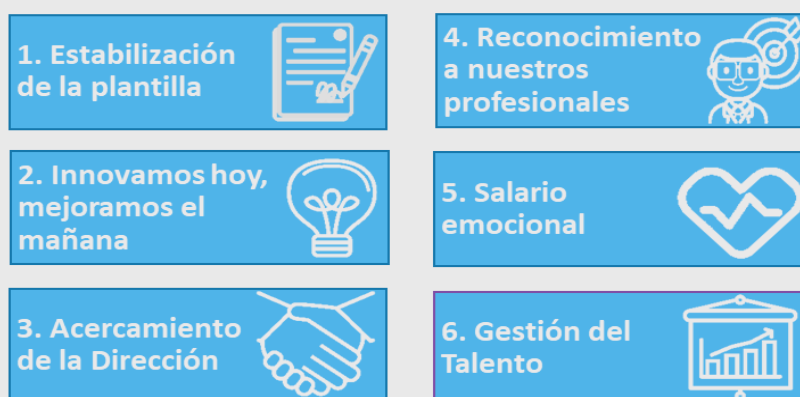 1. Estabilización
de la plantilla
2. Innovamos hoy,
mejoramos el
mañana
3. Acercamiento
de la Dirección
4. Reconocimiento
a nuestros
profesionales
5. Salario
emocional
6. Gestión del
Talento